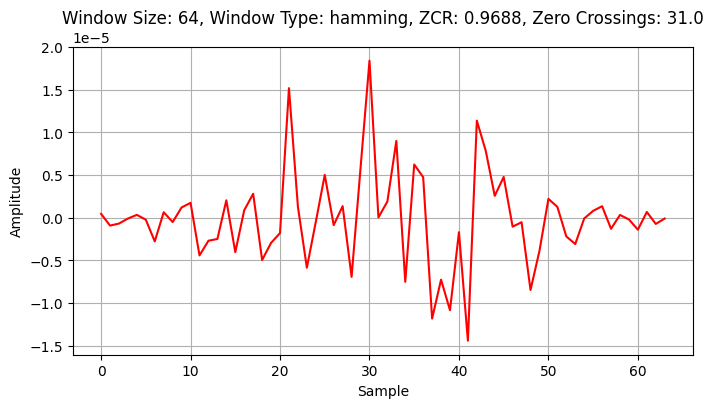 Window Size: 64, Window Type: hamming, ZCR: 0.9688, Zero Crossings: 31.0
1e−5
2.0
1.5
1.0
0.5
0.0
−0.5
−1.0
−1.5
Amplitude
0 10 20 30 40 50 60
Sample